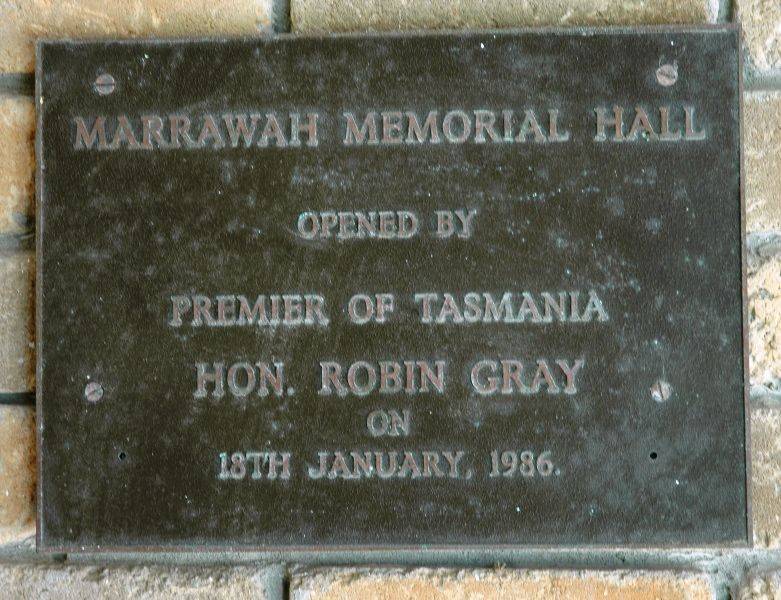 MARRAWAH MEMORIAL HALL
OPENED BY
PREMIER OF TASMANIA
HON. ROBIN GRAY
ON
18TH JANUARY, 1986.